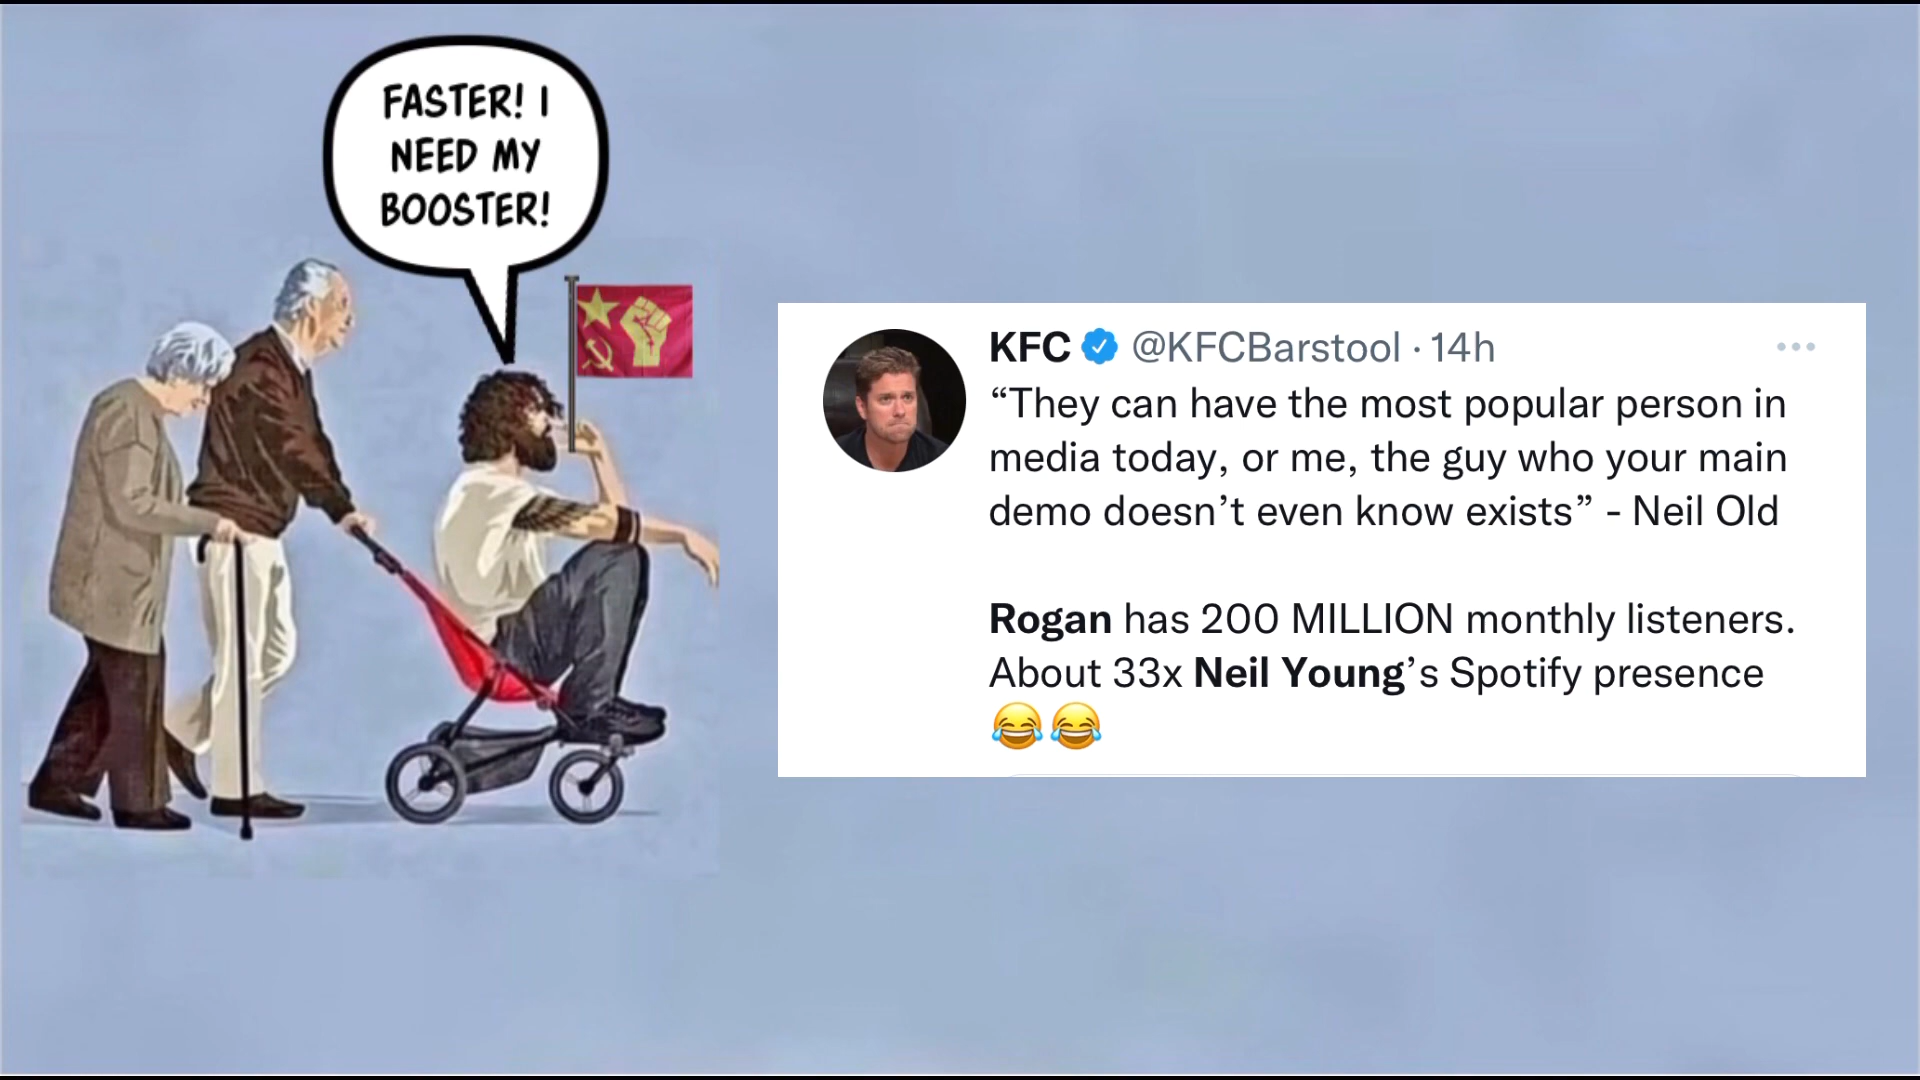 FASTER! I
NEED MY
BOOSTER!
KFC @KFCBarstool · 14h
“They can have the most popular person in
media today, or me, the guy who your main
demo doesn’t even know exists” - Neil Old
Rogan has 200 MILLION monthly listeners.
About 33x Neil Young’s Spotify presence
😂😂